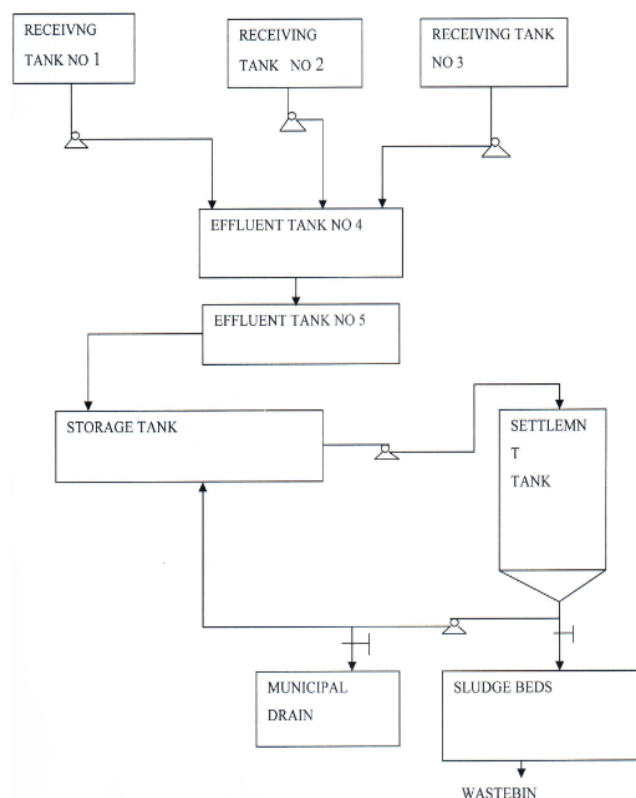 RECEIVNG
TANK NO 1
RECEIVING
TANK NO 2
RECEIVING TANK
NO 3
EFFLUENT TANK NO 4
EFFLUENT TANK NO 5
STORAGE TANK
SETTLEMN
T
TANK
MUNICIPAL
DRAIN
SLUDGE BEDS
WASTEBIN